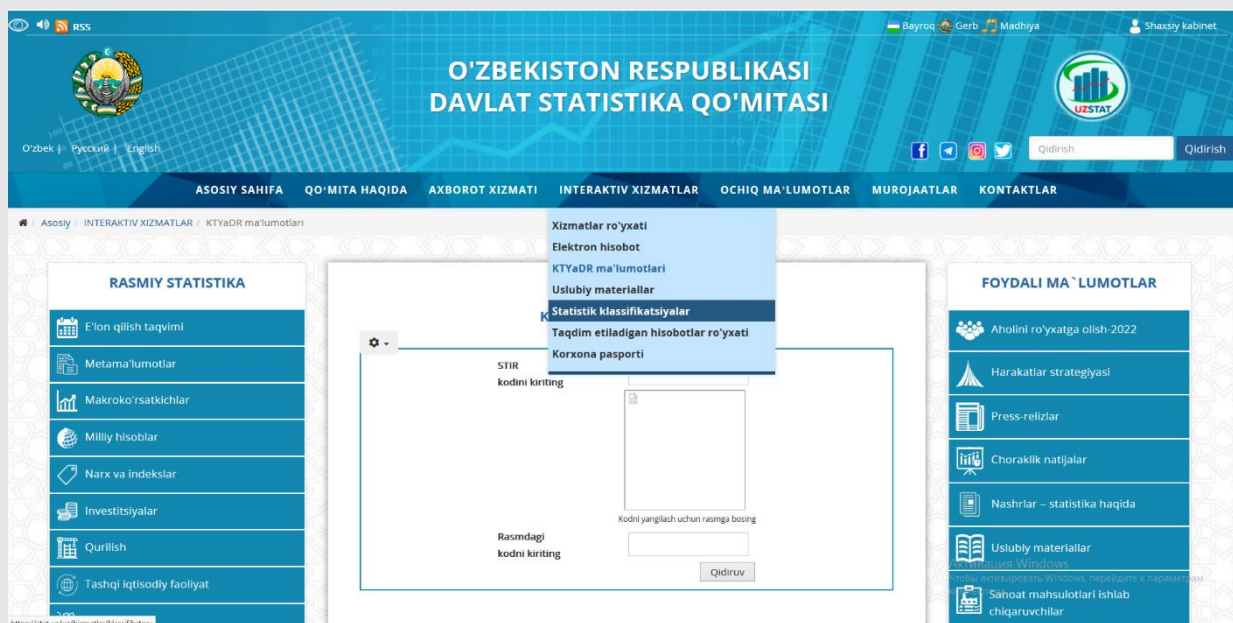 RSS
Bayroq Gerb Madhiya
Shaxsiy kabinet
O'ZBEKISTON RESPUBLIKASI
DAVLAT STATISTIKA QO'MITASI
UZSTAT
O'zbek | Русский | English
Qidirish
Qidirish
ASOSIY SAHIFA QO'MITA HAQIDA AXBOROT XIZMATI INTERAKTIV XIZMATLAR OCHIQ MA'LUMOTLAR MUROJAATLAR KONTAKTLAR
/ Asosiy / INTERAKTIV XIZMATLAR / KTYaDR ma'lumotlari
Xizmatlar ro'yxati
Elektron hisobot
KTYaDR ma'lumotlari
Uslubiy materiallar
Statistik klassifikatsiyalar
Taqdim etiladigan hisobotlar ro'yxati
Korxona pasporti
RASMIY STATISTIKA
E'lon qilish taqvimi
Metama'lumotlar
Makroko'rsatkichlar
Milliy hisoblar
Narx va indekslar
Investitsiyalar
Qurilish
Tashqi iqtisodiy faoliyat
K
STIR
kodini kiriting
Kodni yangilash uchun rasmga bosing
Rasmdagi
kodni kiriting
Qidiruv
FOYDALI MA`LUMOTLAR
Aholini ro'yxatga olish-2022
Harakatlar strategiyasi
Press-relizlar
Choraklik natijalar
Nashrlar – statistika haqida
Uslubiy materiallar
Активация Windows
Чтобы активировать Windows, перейдите к параметрам
Sanoat mahsulotlari ishlab
chiqaruvchilar